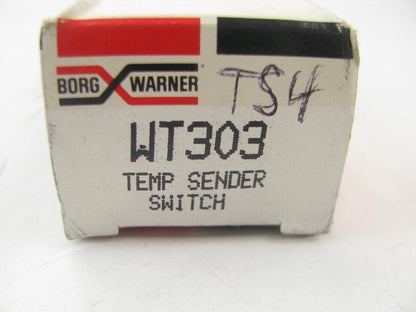 BORG WARNER
TS4
WT303
TEMP SENDER
SWITCH